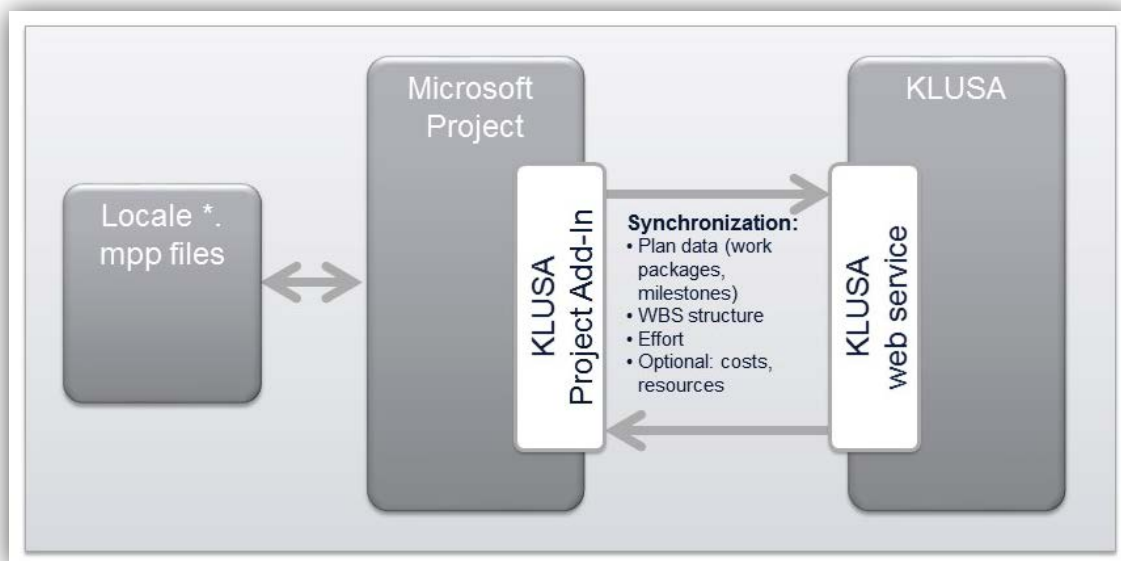 Locale *.
mpp files
Microsoft
Project
KLUSA
Project Add-In
Synchronization:
• Plan data (work
packages,
milestones)
• WBS structure
• Effort
• Optional: costs,
resources
KLUSA
web service
KLUSA